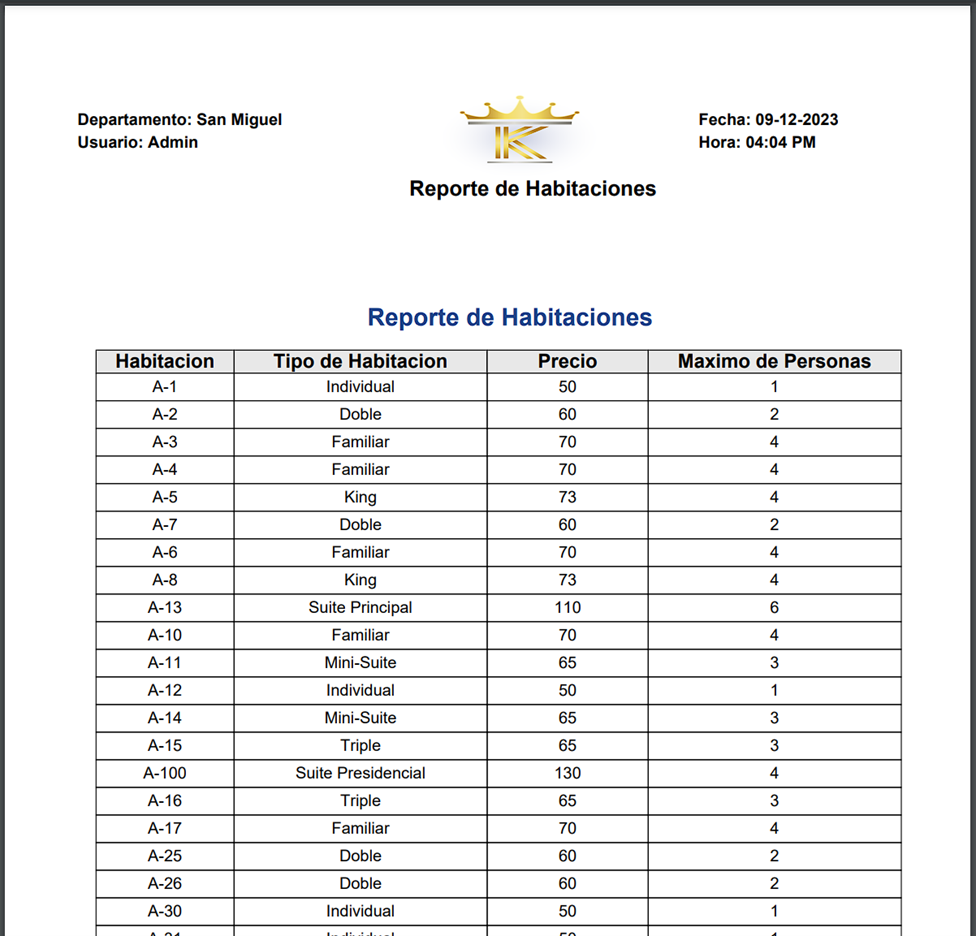 Departamento: San Miguel
Usuario: Admin
K
Fecha: 09-12-2023
Hora: 04:04 PM
Reporte de Habitaciones
Reporte de Habitaciones
Habitacion Tipo de Habitacion Precio Maximo de Personas
A-1 Individual 50 1
A-2 Doble 60 2
A-3 Familiar 70 4
A-4 Familiar 70 4
A-5 King 73 4
A-7 Doble 60 2
A-6 Familiar 70 4
A-8 King 73 4
A-13 Suite Principal 110 6
A-10 Familiar 70 4
A-11 Mini-Suite 65 3
A-12 Individual 50 1
A-14 Mini-Suite 65 3
A-15 Triple 65 3
A-100 Suite Presidencial 130 4
A-16 Triple 65 3
A-17 Familiar 70 4
A-25 Doble 60 2
A-26 Doble 60 2
A-30 Individual 50 1